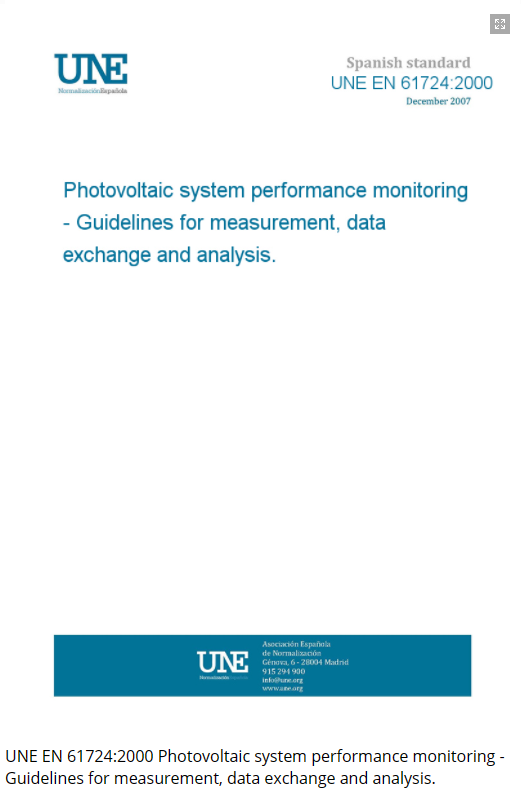 UNE
NormalizaciónEspañola
Spanish standard
UNE EN 61724:2000
December 2007
Photovoltaic system performance monitoring
- Guidelines for measurement, data
exchange and analysis.
UNE
NormalizaciónEspañola
Asociación Española
de Normalización
Génova, 6 - 28004 Madrid
915 294 900
info@une.org
www.une.org
UNE EN 61724:2000 Photovoltaic system performance monitoring -
Guidelines for measurement, data exchange and analysis.